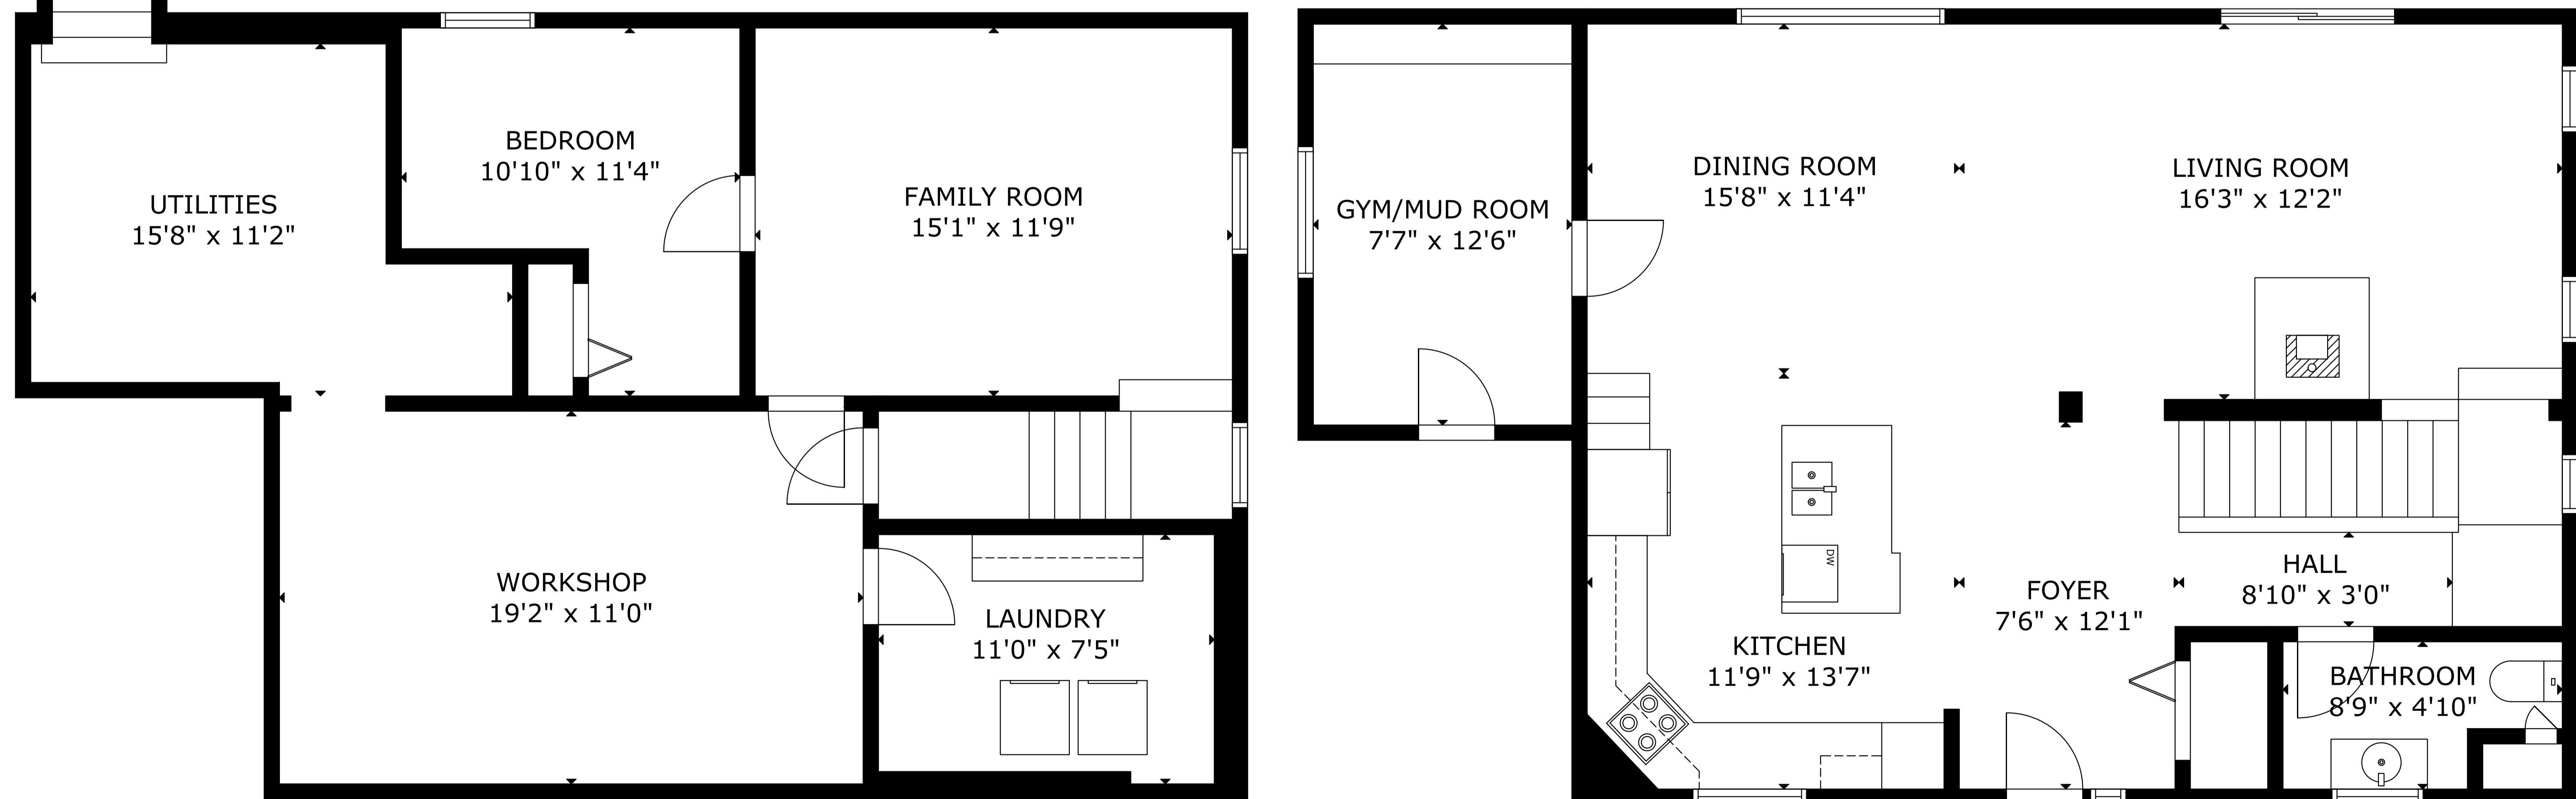 UTILITIES
15'8" x 11'2"
BEDROOM
10'10" x 11'4"
FAMILY ROOM
15'1" x 11'9"
WORKSHOP
19'2" x 11'0"
LAUNDRY
11'0" x 7'5"
GYM/MUD ROOM
7'7" x 12'6"
DINING ROOM
15'8" x 11'4"
LIVING ROOM
16'3" x 12'2"
DW
KITCHEN
11'9" x 13'7"
FOYER
7'6" x 12'1"
HALL
8'10" x 3'0"
BATHROOM
8'9" x 4'10"